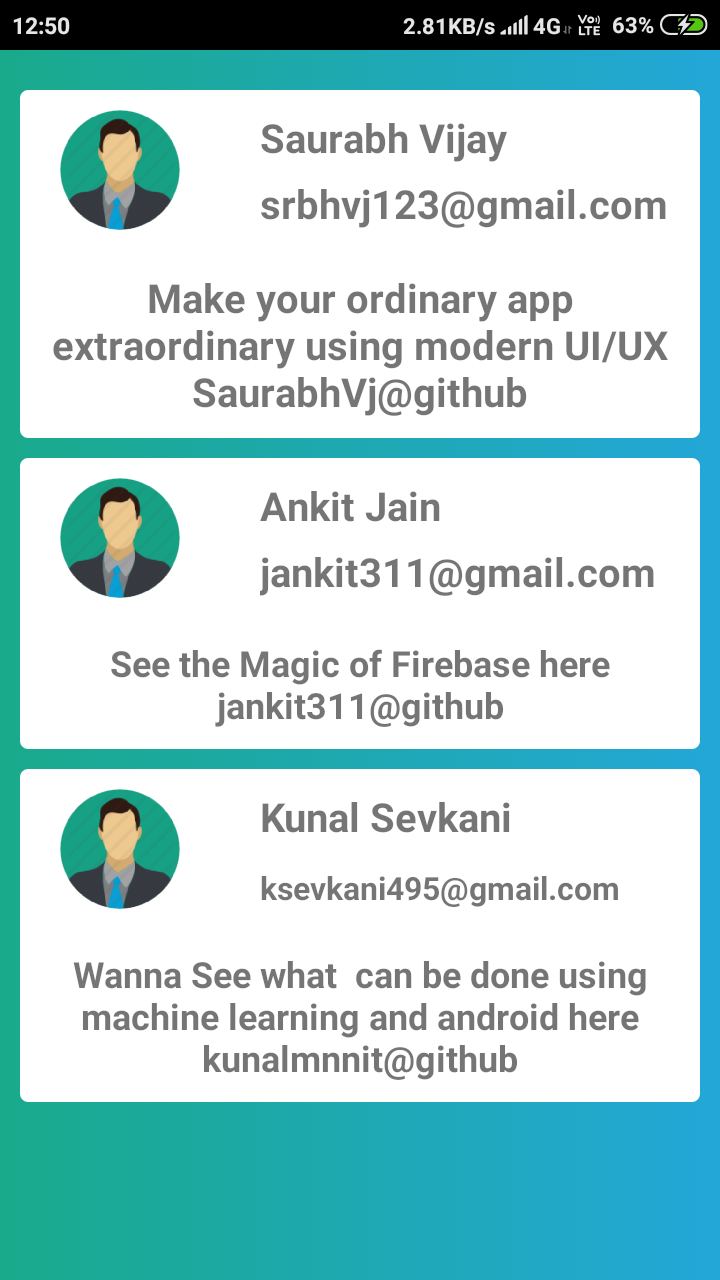 12:50
2.81KB/s 4G Vo) LTE 63%
Saurabh Vijay
srbhvj123@gmail.com
Make your ordinary app
extraordinary using modern UI/UX
SaurabhVj@github
Ankit Jain
jankit311@gmail.com
See the Magic of Firebase here
jankit311@github
Kunal Sevkani
ksevkani495@gmail.com
Wanna See what  can be done using
machine learning and android here
kunalmnnit@github